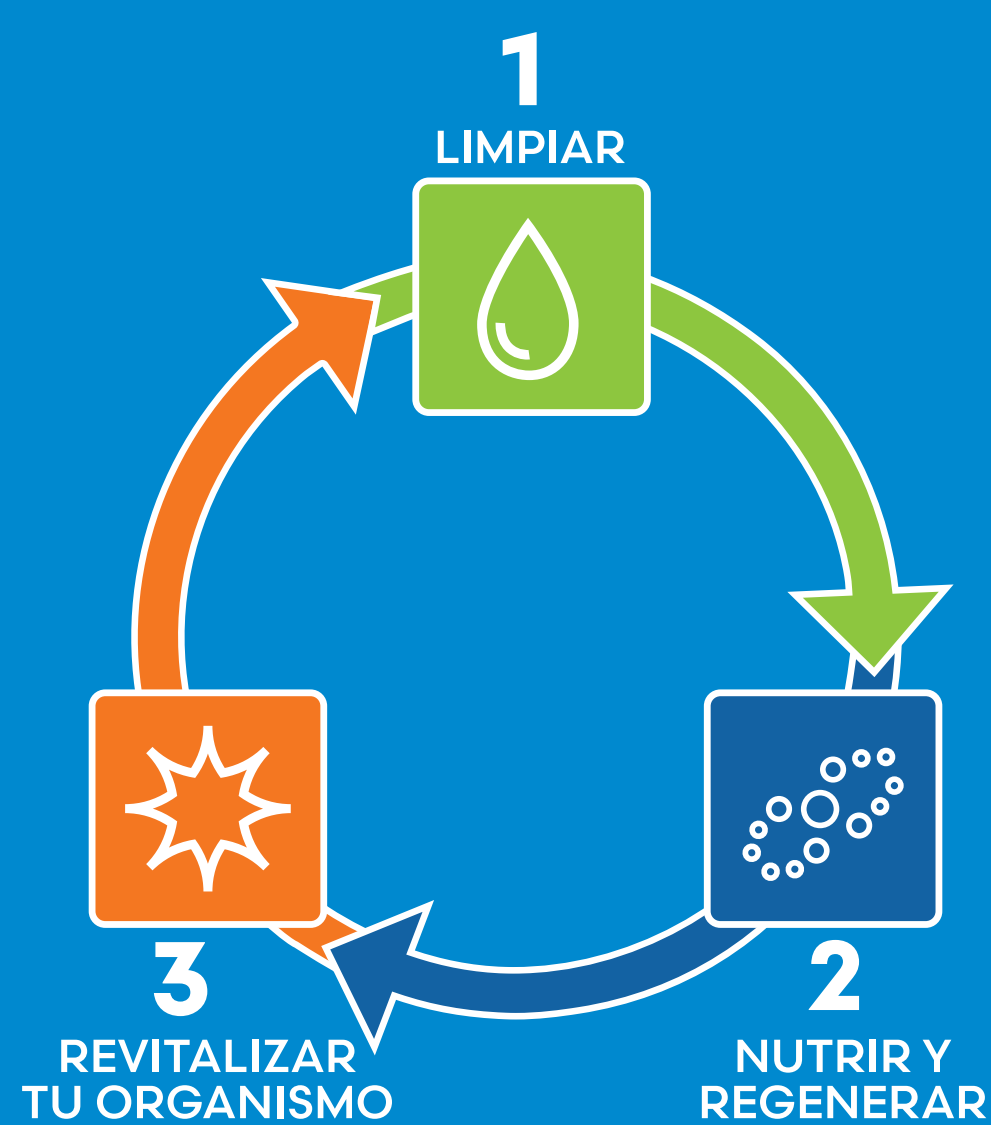 1
LIMPIAR
2
NUTRIR Y
REGENERAR
3
REVITALIZAR
TU ORGANISMO